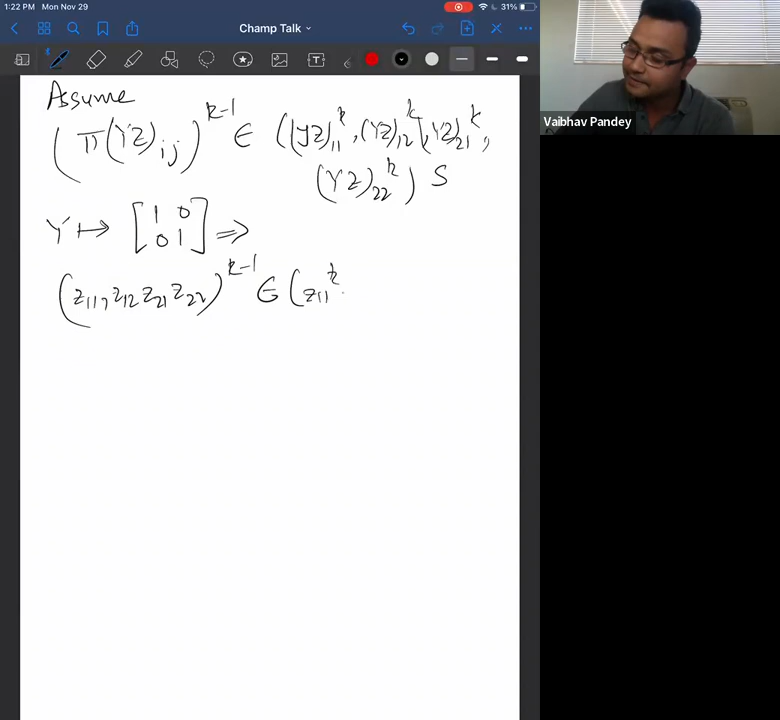 1:22 PM Mon Nov 29
31%
Champ Talk
Assume
(Π(YZ)ij)^{k-1} ∈ ((YZ)11^k, (YZ)12^k, (YZ)21^k,
(YZ)22^k) S
Y ↦ [1 0
0 1] ⇒
(z11, z12 z21 z22)^{k-1} ∈ (z11^k
Vaibhav Pandey